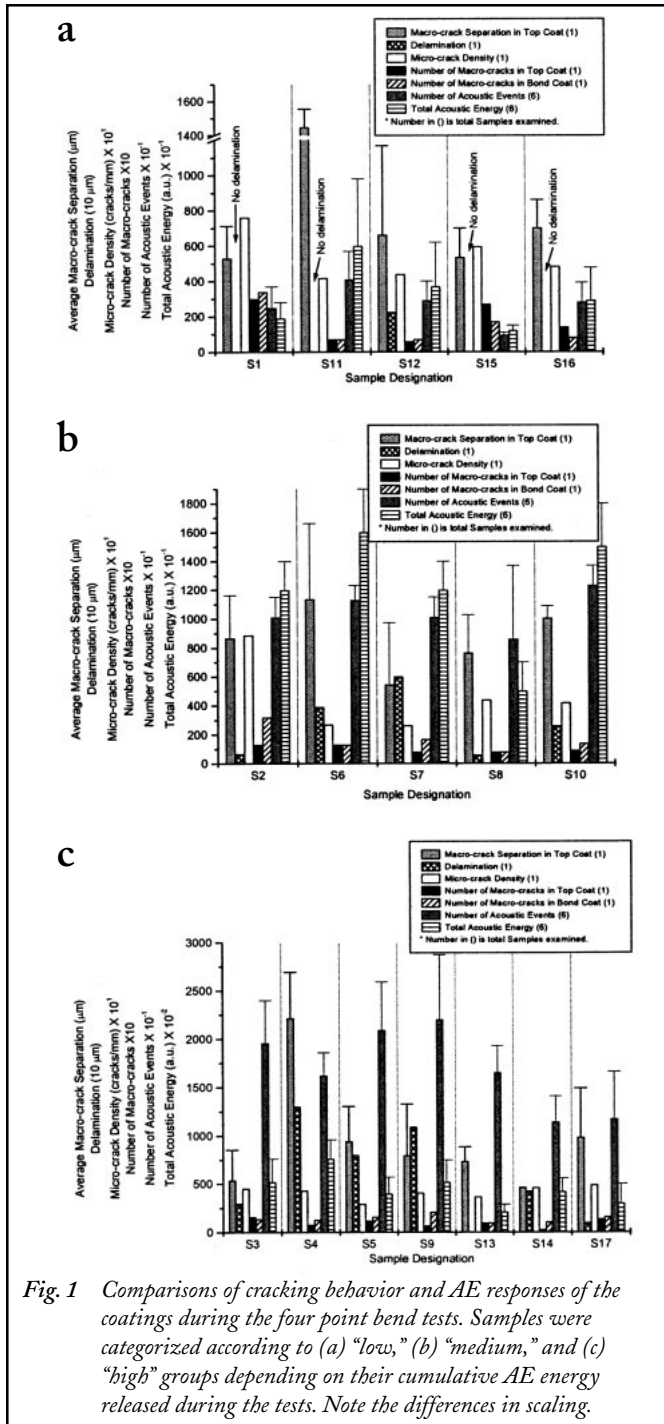 a
Macro-crack Separation in Top Coat (1)
Delamination (1)
Micro-crack Density (1)
Number of Macro-cracks in Top Coat (1)
Number of Macro-cracks in Bond Coat (1)
Number of Acoustic Events (6)
Total Acoustic Energy (6)
* Number in () is total Samples examined.
Average Macro-crack Separation (µm)
Delamination (10 µm)
Micro-crack Density (cracks/mm) X 10¹
Number of Macro-cracks X10
Number of Acoustic Events X 10⁻¹
Total Acoustic Energy (a.u.) X 10⁻¹
1600
1400
1000
800
600
400
200
0
No delamination
No delamination
No delamination
No delamination
S1 S11 S12 S15 S16
Sample Designation
b
Macro-crack Separation in Top Coat (1)
Delamination (1)
Micro-crack Density (1)
Number of Macro-cracks in Top Coat (1)
Number of Macro-cracks in Bond Coat (1)
Number of Acoustic Events (6)
Total Acoustic Energy (6)
* Number in () is total Samples examined.
Average Macro-crack Separation (µm)
Delamination (10 µm)
Micro-crack Density (cracks/mm) X 10¹
Number of Macro-cracks X10
Number of Acoustic Events X 10⁻¹
Total Acoustic Energy (a.u.) X 10⁻¹
1800
1600
1400
1200
1000
800
600
400
200
0
S2 S6 S7 S8 S10
Sample Designation
c
Macro-crack Separation in Top Coat (1)
Delamination (1)
Micro-crack Density (1)
Number of Macro-cracks in Top Coat (1)
Number of Macro-cracks in Bond Coat (1)
Number of Acoustic Events (6)
Total Acoustic Energy (6)
* Number in () is total Samples examined.
Average Macro-crack Separation (µm)
Delamination (10 µm)
Micro-crack Density (cracks/mm) X 10¹
Number of Macro-cracks X10
Number of Acoustic Events X 10⁻¹
Total Acoustic Energy (a.u.) X 10⁻²
3000
2500
2000
1500
1000
500
0
S3 S4 S5 S9 S13 S14 S17
Sample Designation
Fig. 1 Comparisons of cracking behavior and AE responses of the
coatings during the four point bend tests. Samples were
categorized according to (a) “low,” (b) “medium,” and (c)
“high” groups depending on their cumulative AE energy
released during the tests. Note the differences in scaling.